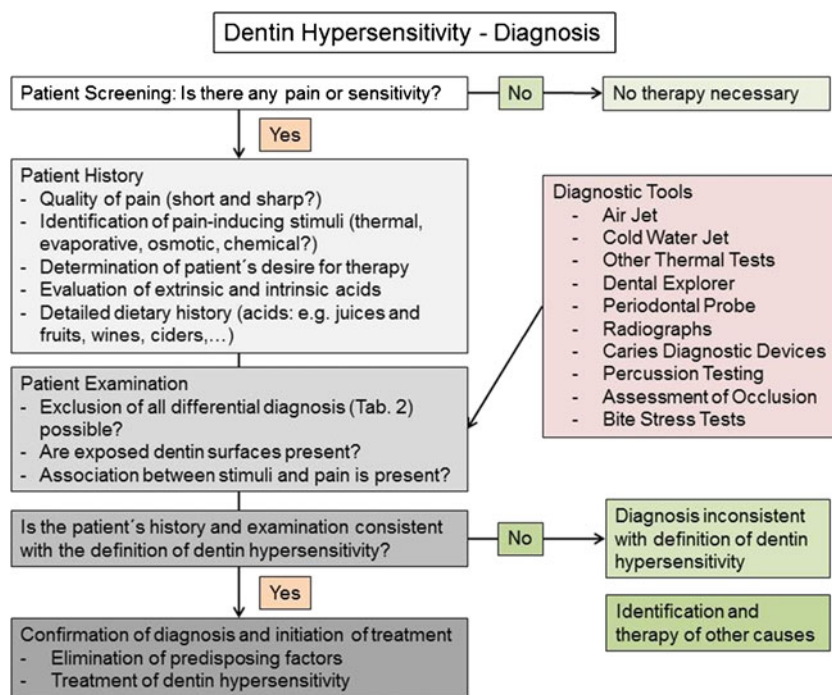 Dentin Hypersensitivity - Diagnosis
Patient Screening: Is there any pain or sensitivity?
No
No therapy necessary
Yes
Patient History
- Quality of pain (short and sharp?)
- Identification of pain-inducing stimuli (thermal,
evaporative, osmotic, chemical?)
- Determination of patient´s desire for therapy
- Evaluation of extrinsic and intrinsic acids
- Detailed dietary history (acids: e.g. juices and
fruits, wines, ciders,...)
Diagnostic Tools
- Air Jet
- Cold Water Jet
- Other Thermal Tests
- Dental Explorer
- Periodontal Probe
- Radiographs
- Caries Diagnostic Devices
- Percussion Testing
- Assessment of Occlusion
- Bite Stress Tests
Patient Examination
- Exclusion of all differential diagnosis (Tab. 2)
possible?
- Are exposed dentin surfaces present?
- Association between stimuli and pain is present?
Is the patient´s history and examination consistent
with the definition of dentin hypersensitivity?
No
Diagnosis inconsistent
with definition of dentin
hypersensitivity
Identification and
therapy of other causes
Yes
Confirmation of diagnosis and initiation of treatment
- Elimination of predisposing factors
- Treatment of dentin hypersensitivity